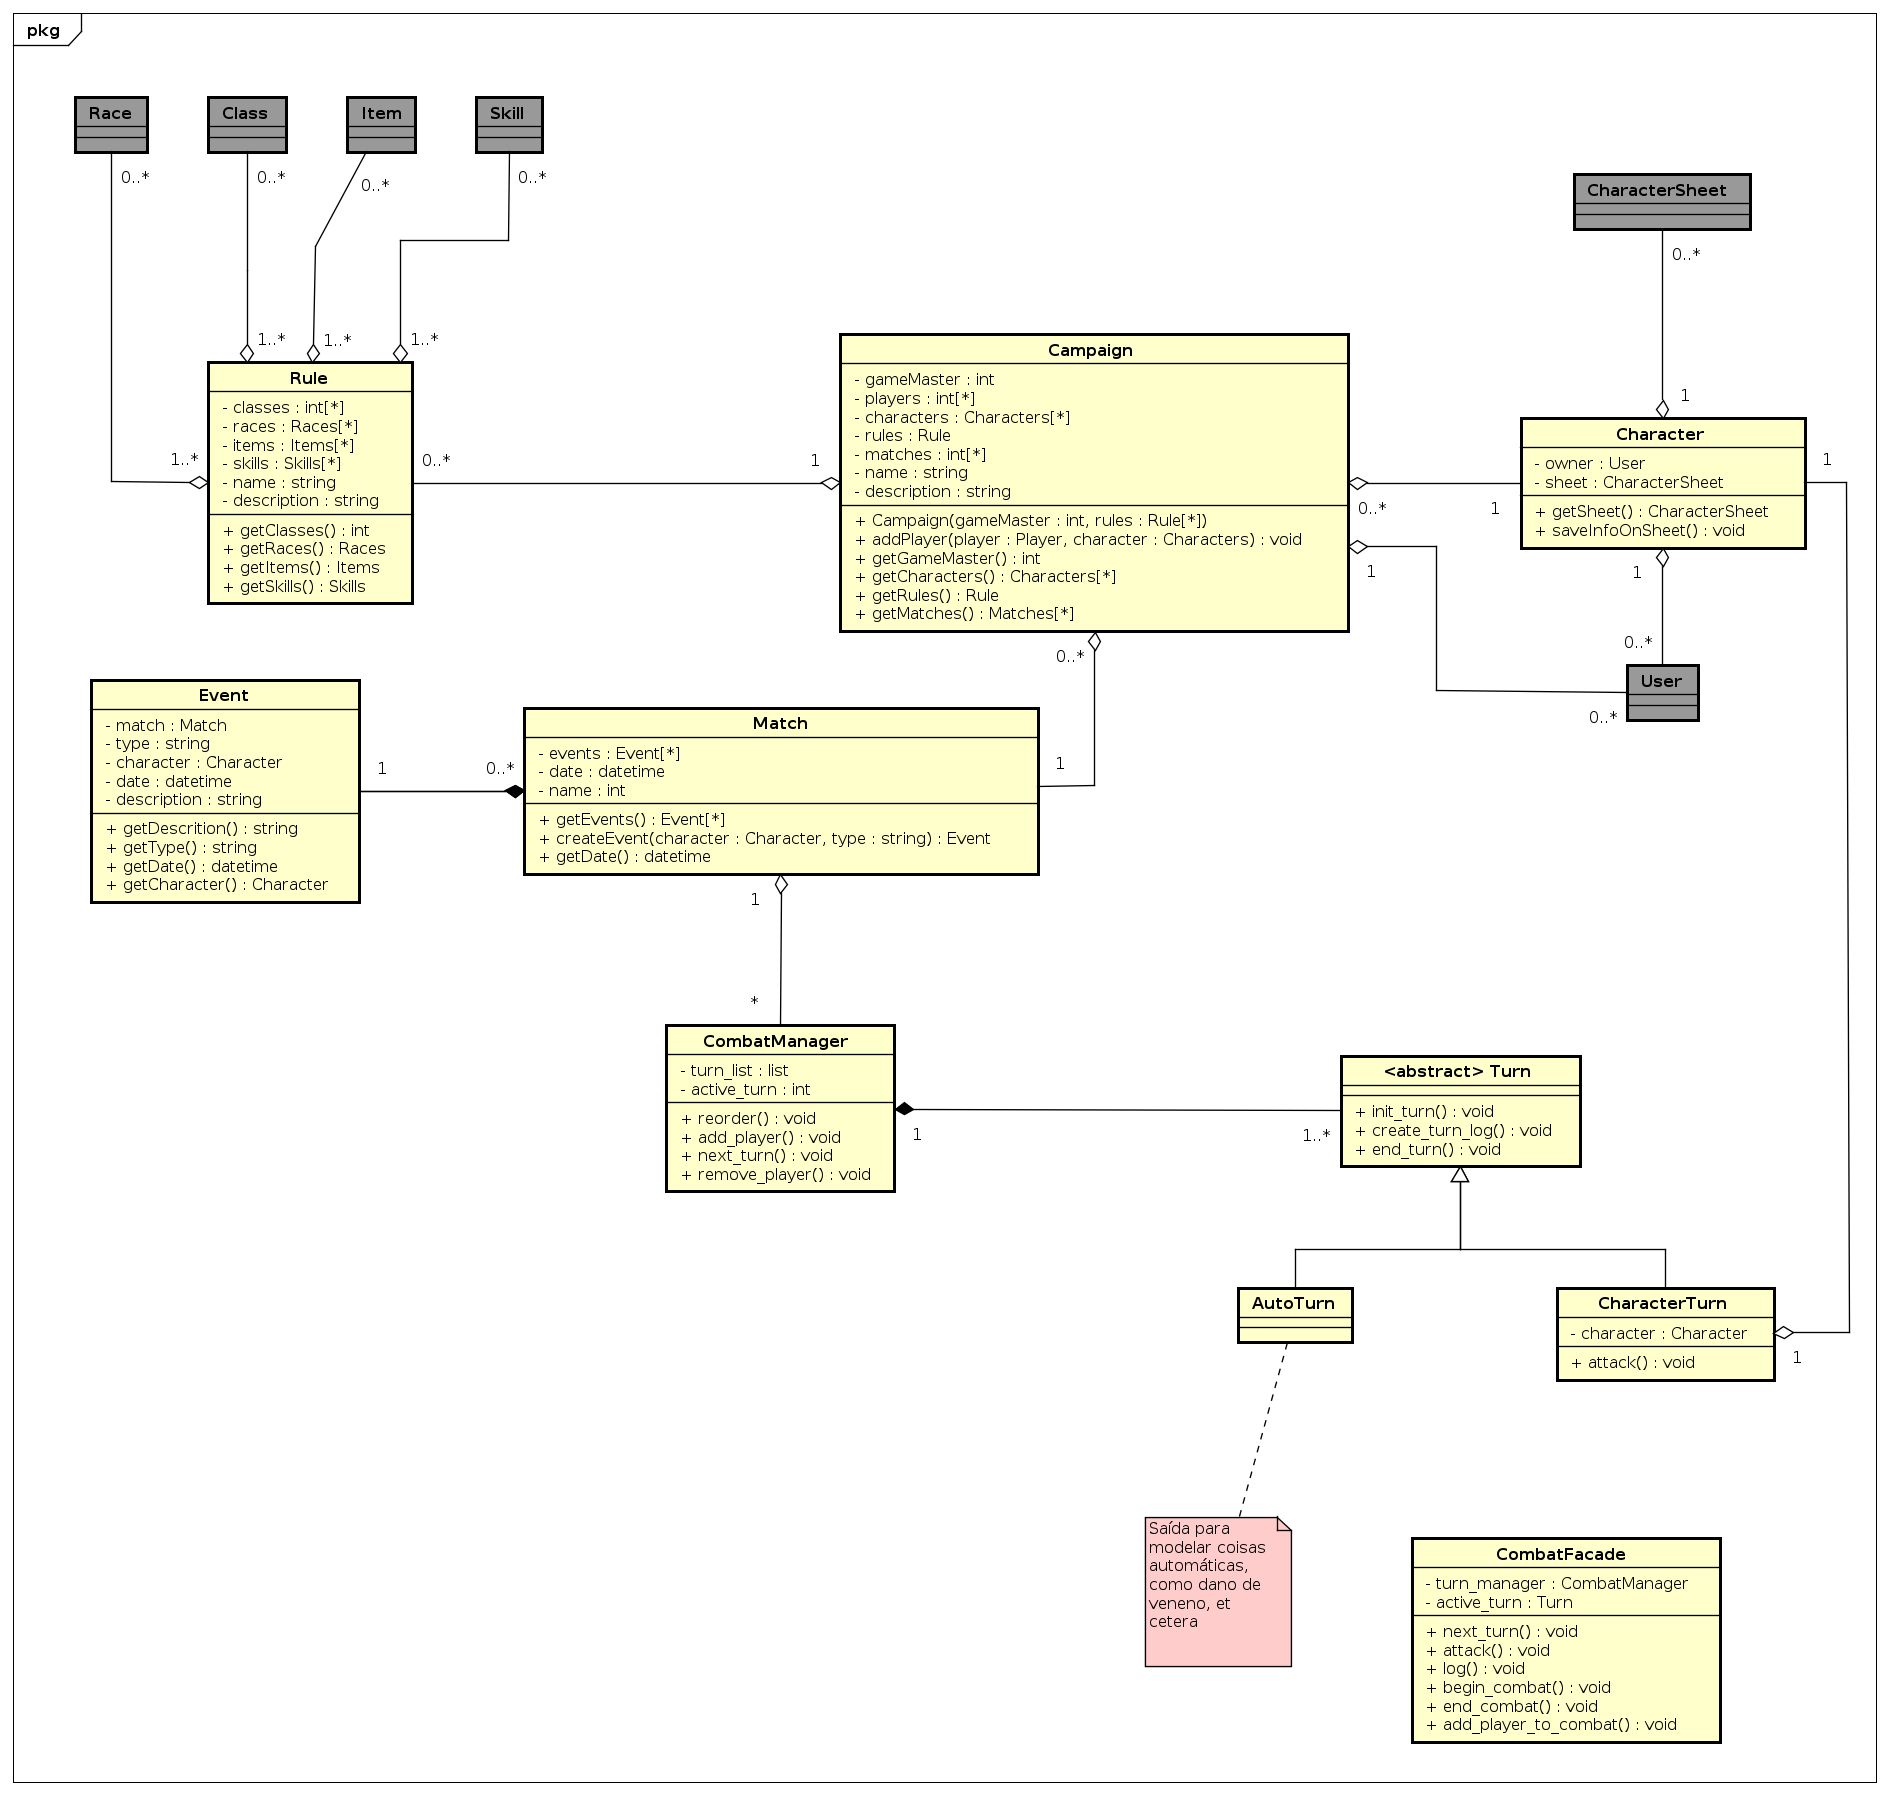 pkg
Race
Class
Item
Skill
0..*
0..*
0..*
0..*
CharacterSheet
0..*
1..*
1..*
1..*
1..*
Rule
- classes : int[*]
- races : Races[*]
- items : Items[*]
- skills : Skills[*]
- name : string
- description : string
+ getClasses() : int
+ getRaces() : Races
+ getItems() : Items
+ getSkills() : Skills
0..*
1
Campaign
- gameMaster : int
- players : int[*]
- characters : Characters[*]
- rules : Rule
- matches : int[*]
- name : string
- description : string
+ Campaign(gameMaster : int, rules : Rule[*])
+ addPlayer(player : Player, character : Characters) : void
+ getGameMaster() : int
+ getCharacters() : Characters[*]
+ getRules() : Rule
+ getMatches() : Matches[*]
0..*
1
1
1
Character
- owner : User
- sheet : CharacterSheet
+ getSheet() : CharacterSheet
+ saveInfoOnSheet() : void
1
1
0..*
User
0..*
0..*
1
Event
- match : Match
- type : string
- character : Character
- date : datetime
- description : string
+ getDescrition() : string
+ getType() : string
+ getDate() : datetime
+ getCharacter() : Character
1
0..*
Match
- events : Event[*]
- date : datetime
- name : int
+ getEvents() : Event[*]
+ createEvent(character : Character, type : string) : Event
+ getDate() : datetime
1
*
CombatManager
- turn_list : list
- active_turn : int
+ reorder() : void
+ add_player() : void
+ next_turn() : void
+ remove_player() : void
1
1..*
<abstract> Turn
+ init_turn() : void
+ create_turn_log() : void
+ end_turn() : void
AutoTurn
CharacterTurn
- character : Character
+ attack() : void
1
Saída para
modelar coisas
automáticas,
como dano de
veneno, et
cetera
CombatFacade
- turn_manager : CombatManager
- active_turn : Turn
+ next_turn() : void
+ attack() : void
+ log() : void
+ begin_combat() : void
+ end_combat() : void
+ add_player_to_combat() : void